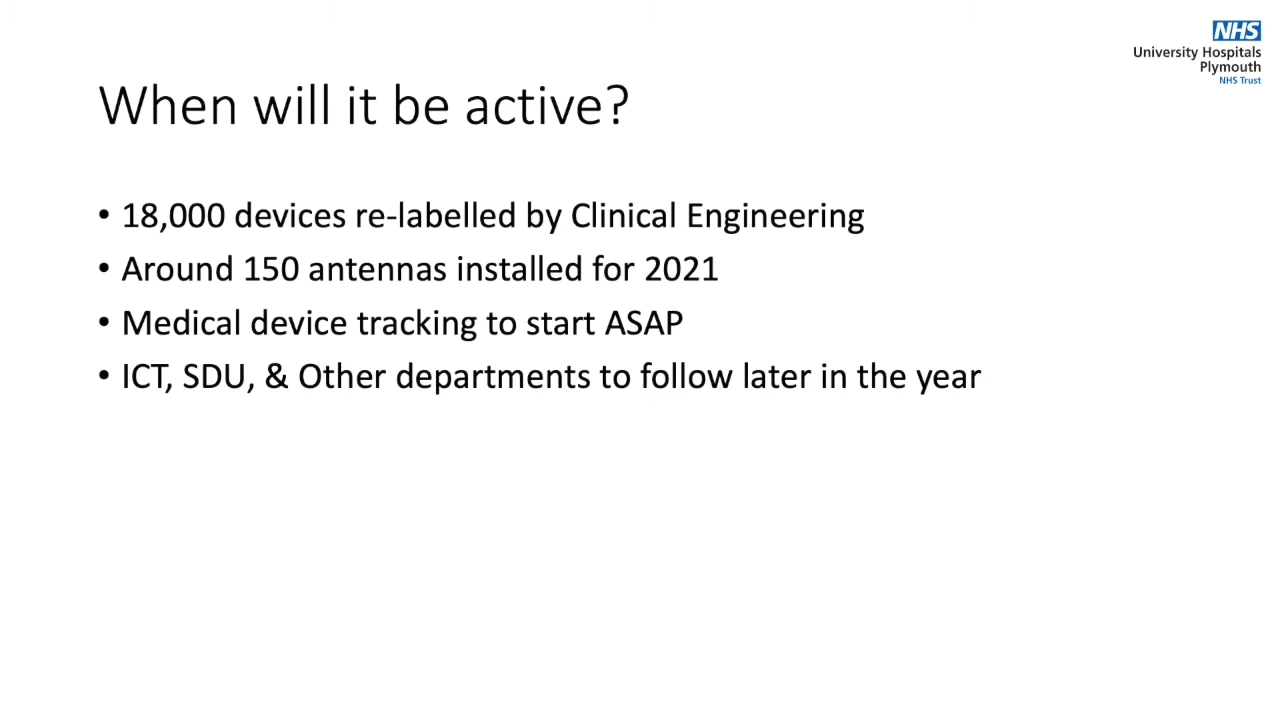 NHS
University Hospitals
Plymouth
NHS Trust
When will it be active?
• 18,000 devices re-labelled by Clinical Engineering
• Around 150 antennas installed for 2021
• Medical device tracking to start ASAP
• ICT, SDU, & Other departments to follow later in the year